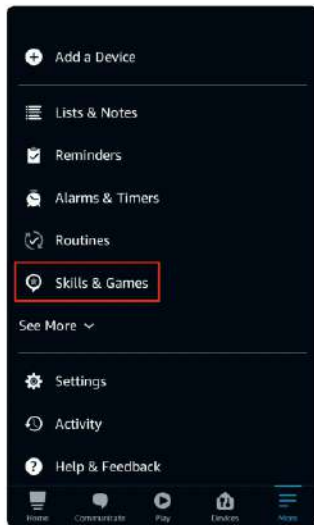 Add a Device
Lists & Notes
Reminders
Alarms & Timers
Routines
Skills & Games
See More
Settings
Activity
Help & Feedback
Home Communicate Play Devices More